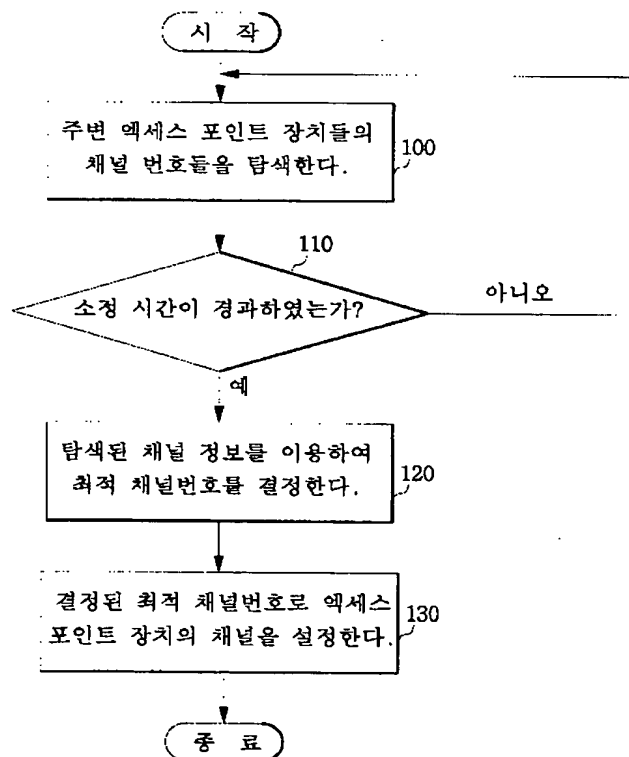 시 작
주변 엑세스 포인트 장치들의
채널 번호들을 탐색한다.
100
110
소정 시간이 경과하였는가?
아니오
예
탐색된 채널 정보를 이용하여
최적 채널번호를 결정한다.
120
결정된 최적 채널번호로 엑세스
포인트 장치의 채널을 설정한다.
130
종 료